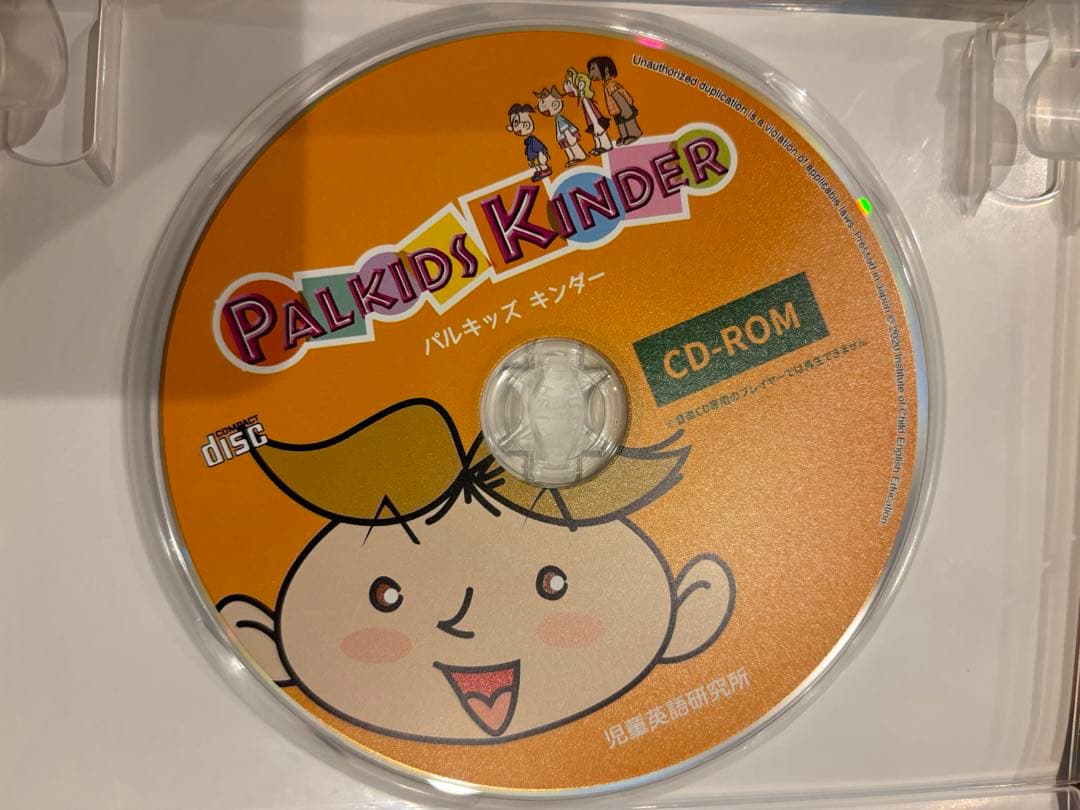 Unauthorized duplication is a violation of applicable laws. Pressed in Japan © 2020 Institute of Child English Education.
PALKIDS KINDER
パルキッズ キンダー
CD-ROM
音楽CD専用のプレイヤーでは再生できません
COMPACT
disc
児童英語研究所